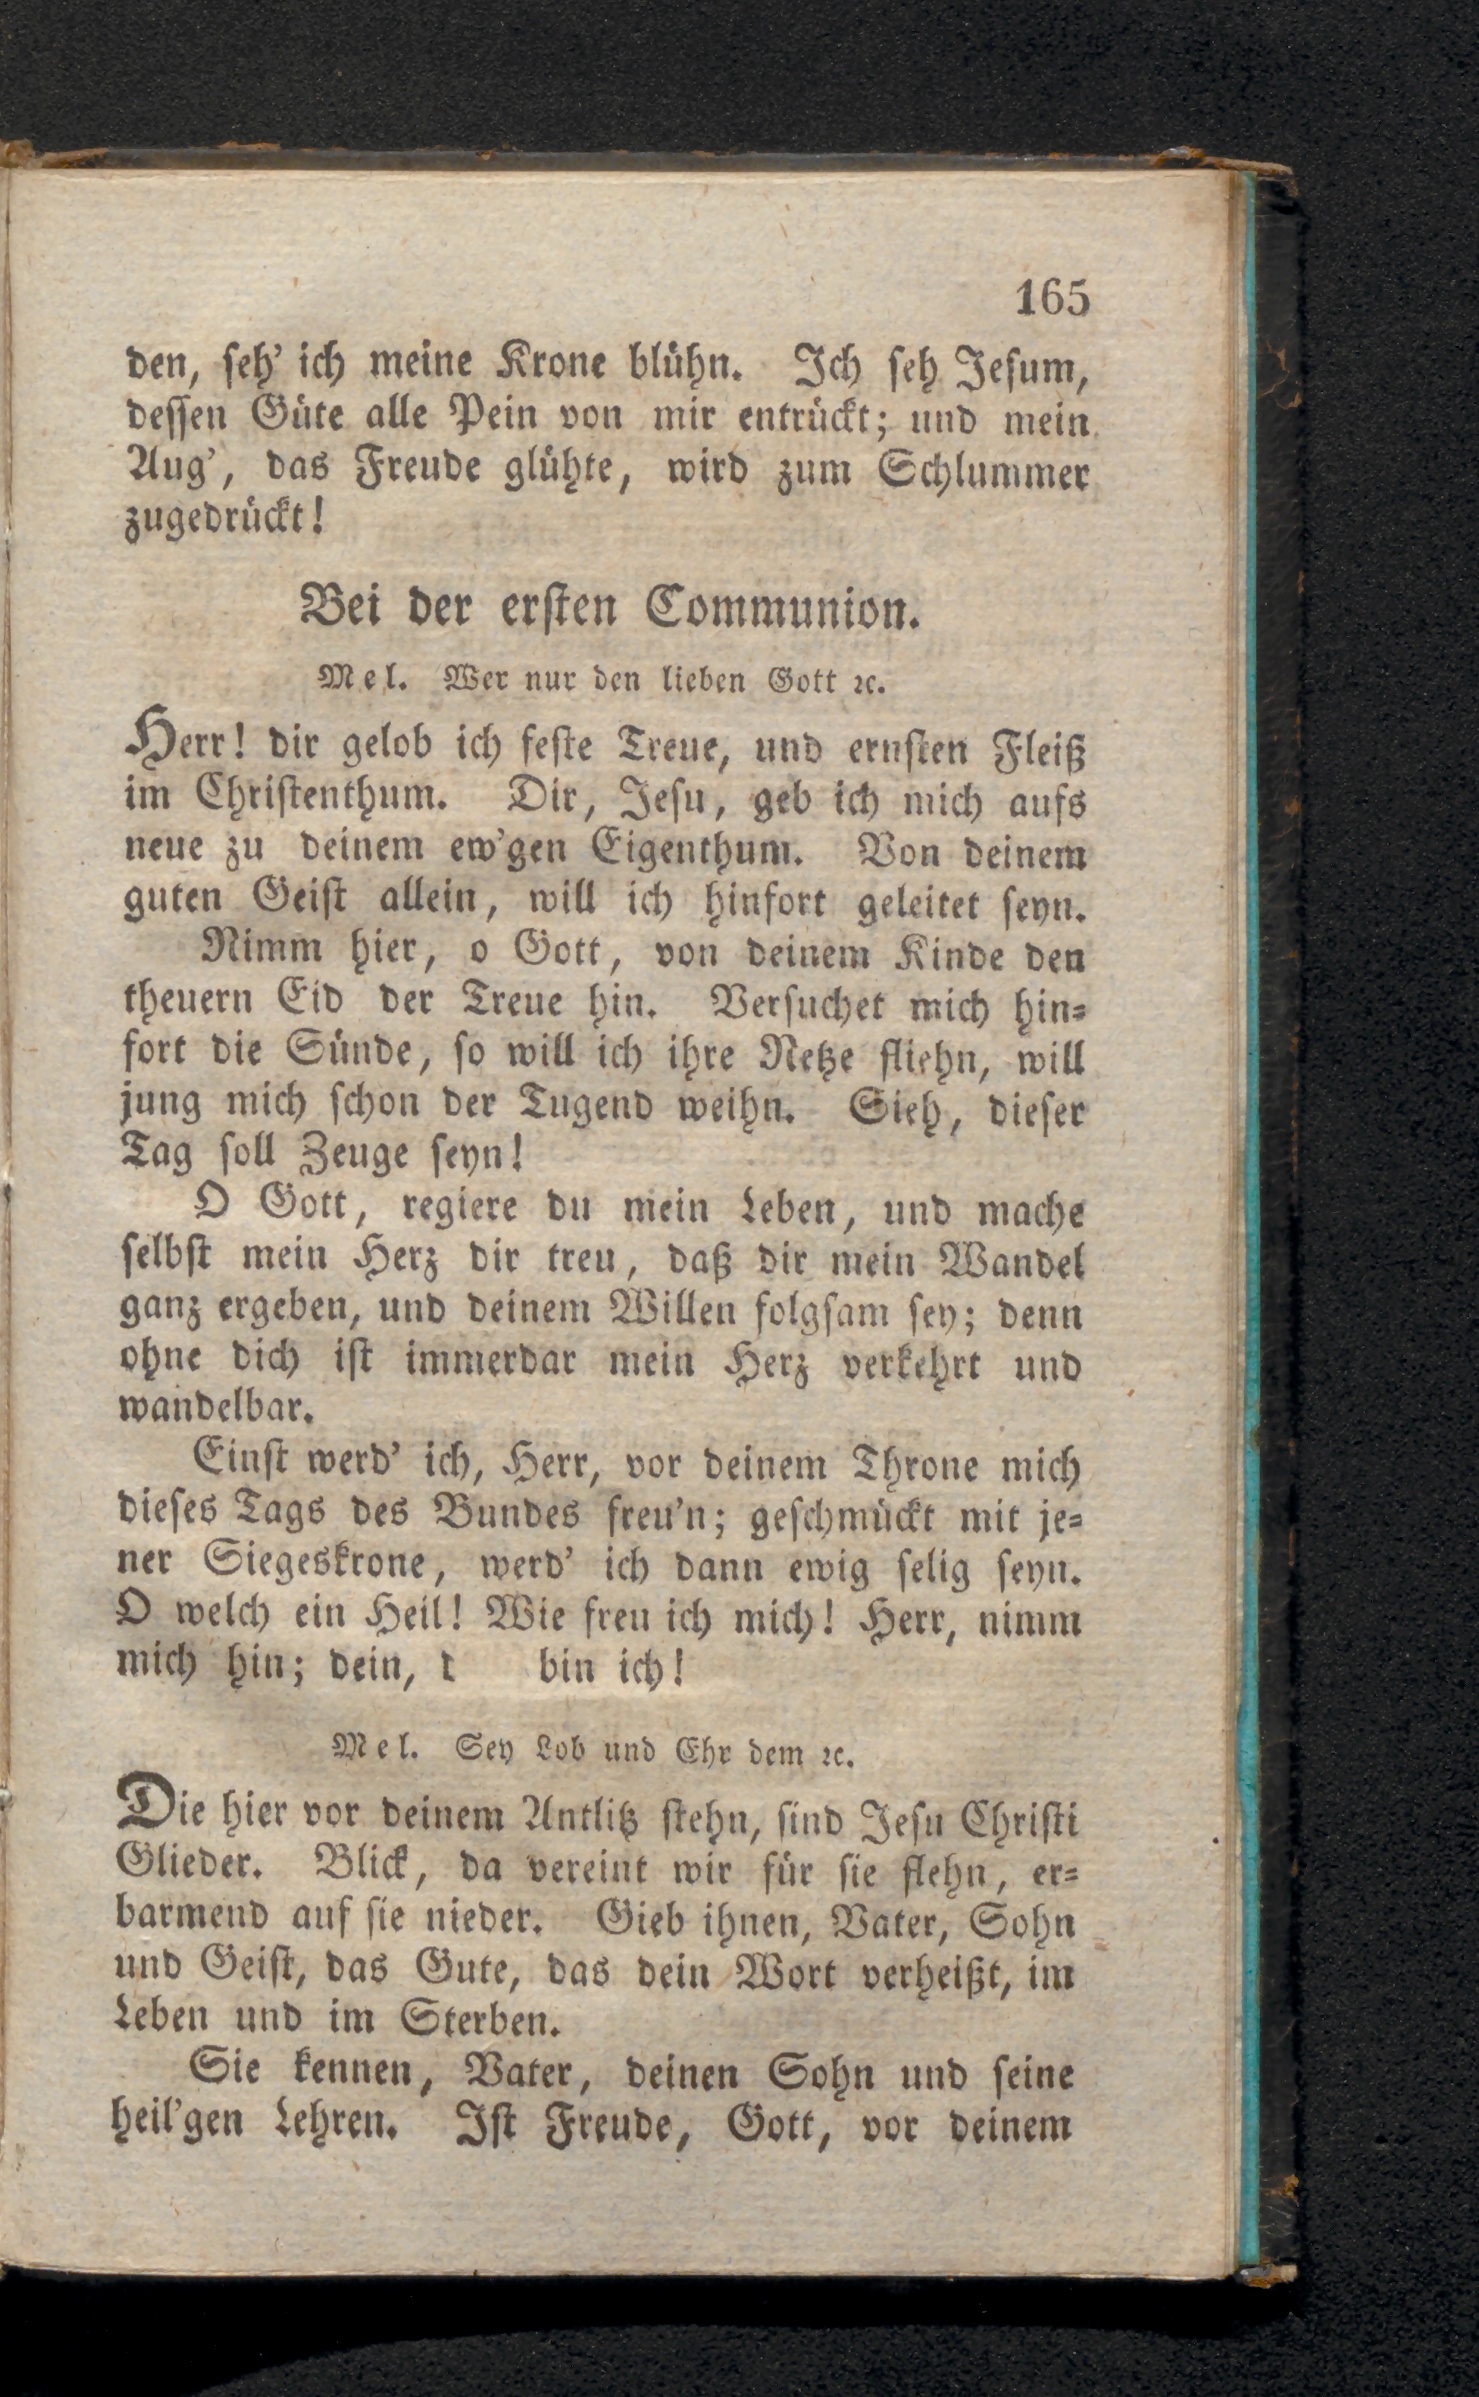 165
den, seh' ich meine Krone blühn. Ich seh Jesum,
dessen Güte alle Pein von mir entrückt; und mein
Aug', das Freude glühte, wird zum Schlummer
zugedrückt!
Bei der ersten Communion.
Mel. Wer nur den lieben Gott ꝛc.
Herr! dir gelob ich feste Treue, und ernsten Fleiß
im Christenthum. Dir, Jesu, geb ich mich aufs
neue zu deinem ew'gen Eigenthum. Von deinem
guten Geist allein, will ich hinfort geleitet seyn.
Nimm hier, o Gott, von deinem Kinde den
theuern Eid der Treue hin. Versuchet mich hin=
fort die Sünde, so will ich ihre Netze fliehn, will
jung mich schon der Tugend weihn. Sieh, dieser
Tag soll Zeuge seyn!
O Gott, regiere du mein Leben, und mache
selbst mein Herz dir treu, daß dir mein Wandel
ganz ergeben, und deinem Willen folgsam sey; denn
ohne dich ist immerdar mein Herz verkehrt und
wandelbar.
Einst werd' ich, Herr, vor deinem Throne mich
dieses Tags des Bundes freu'n; geschmückt mit je=
ner Siegeskrone, werd' ich dann ewig selig seyn.
O welch ein Heil! Wie freu ich mich! Herr, nimm
mich hin; dein, bin ich!
Mel. Sey Lob und Ehr dem ꝛc.
Die hier vor deinem Antlitz stehn, sind Jesu Christi
Glieder. Blick, da vereint wir für sie flehn, er=
barmend auf sie nieder. Gieb ihnen, Vater, Sohn
und Geist, das Gute, das dein Wort verheißt, im
Leben und im Sterben.
Sie kennen, Vater, deinen Sohn und seine
heil'gen Lehren. Ist Freude, Gott, vor deinem